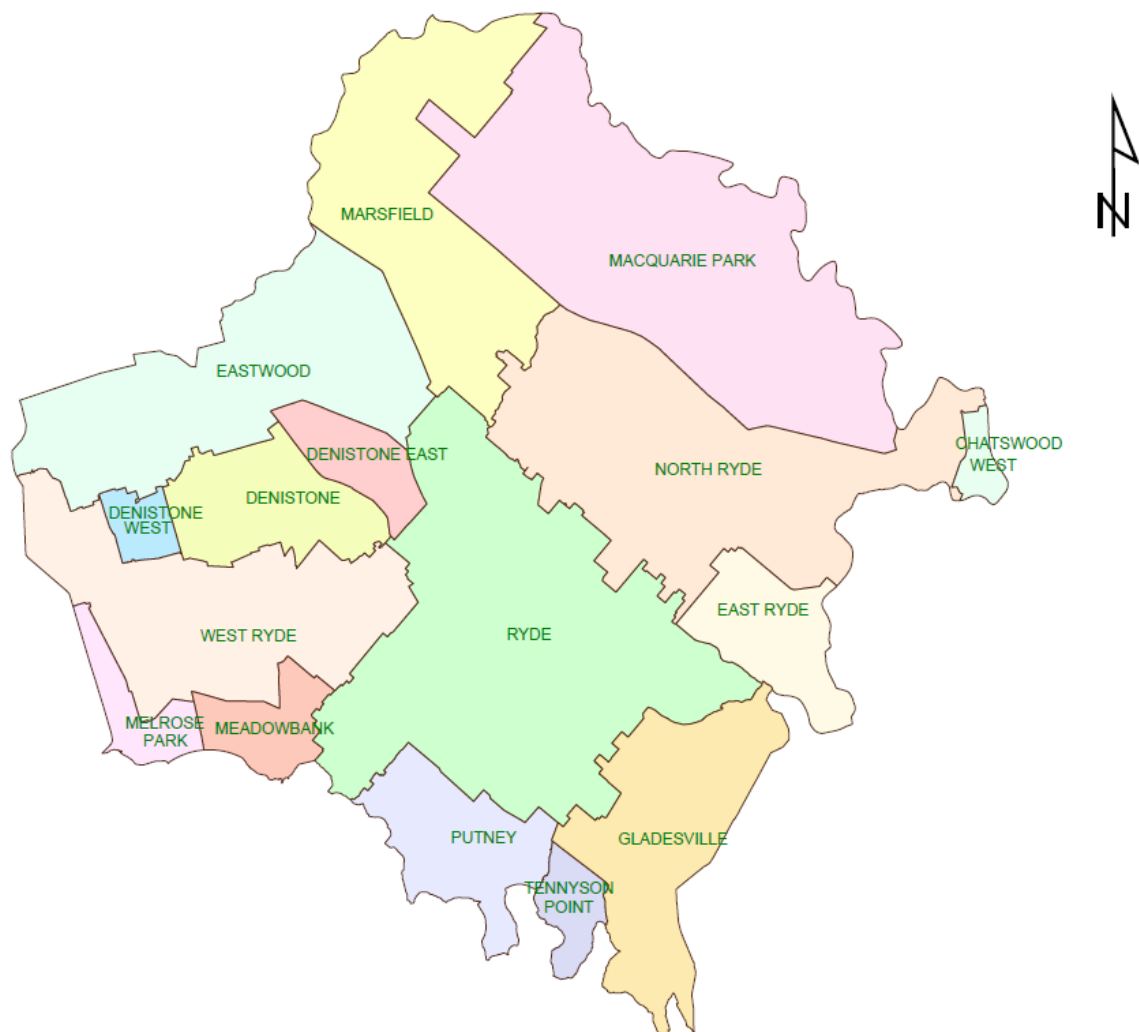 N
MARSFIELD
MACQUARIE PARK
EASTWOOD
CHATSWOOD
WEST
DENISTONE EAST
NORTH RYDE
DENISTONE
DENISTONE
WEST
EAST RYDE
WEST RYDE
RYDE
MELROSE
PARK
MEADOWBANK
PUTNEY
GLADESVILLE
TENNYSON
POINT